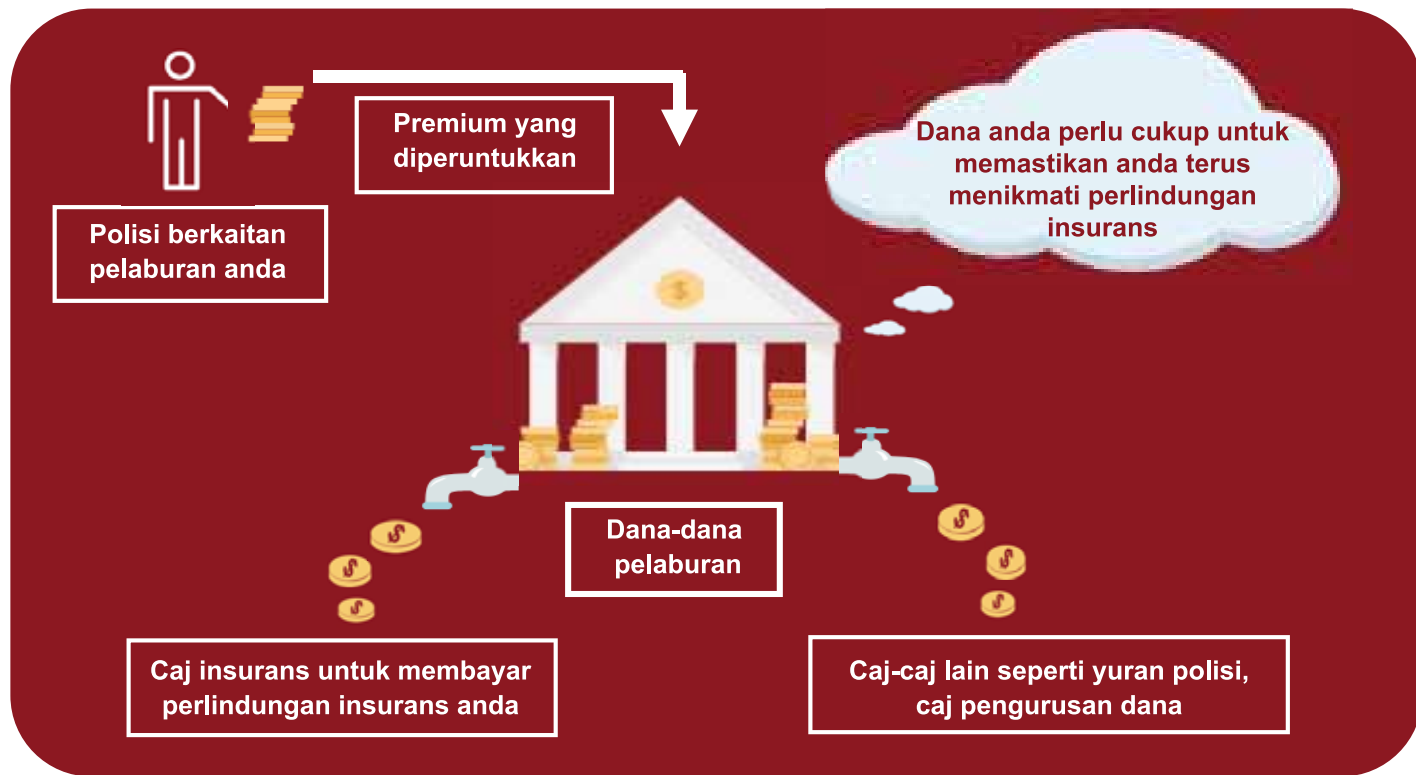 Premium yang
diperuntukkan
Dana anda perlu cukup untuk
memastikan anda terus
menikmati perlindungan
insurans
Polisi berkaitan
pelaburan anda
$
Dana-dana
pelaburan
Caj insurans untuk membayar
perlindungan insurans anda
Caj-caj lain seperti yuran polisi,
caj pengurusan dana